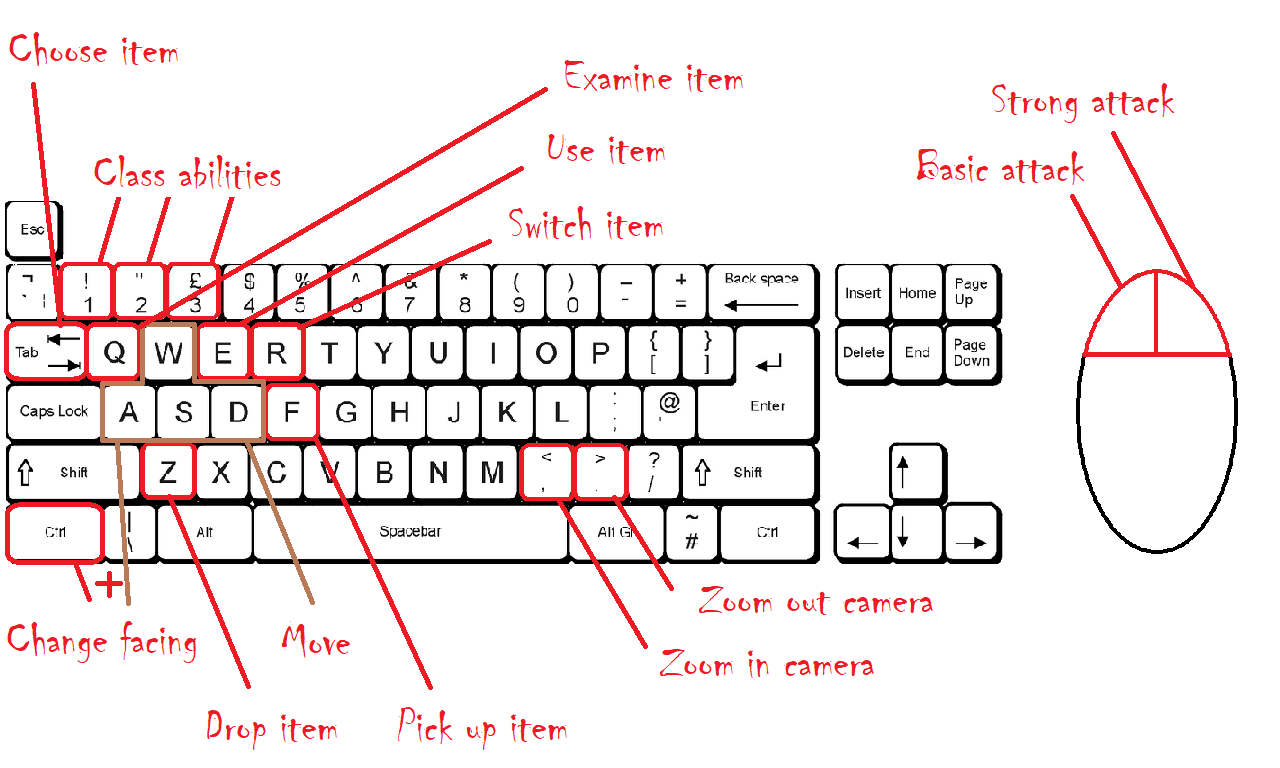 Choose item
Examine item
Strong attack
Use item
Basic attack
Class abilities
Switch item
Esc
¬ ! " £ $ % ^ & * ( ) _ + Back space
| 1 2 3 4 5 6 7 8 9 0 - =
Insert Home Page Up
Tab Q W E R T Y U I O P { }
[ ]
Delete End Page Down
Caps Lock A S D F G H J K L : @ Enter
; '
Shift Z X C V B N M < > ? Shift
, . /
Ctrl | Alt Spacebar Alt Gr ~ Ctrl
\ #
+
Zoom out camera
Change facing Move
Zoom in camera
Drop item Pick up item